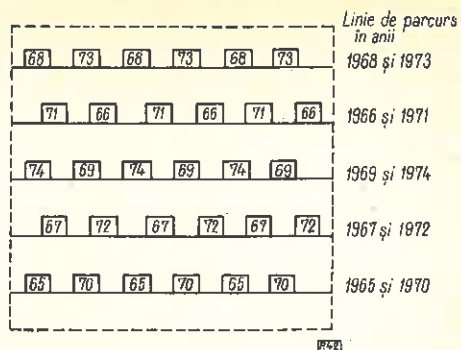 Linie de parcurs
în anii
68 73 68 73 68 73 1968 și 1973
71 66 71 66 71 66 1966 și 1971
74 69 74 69 74 69 1969 și 1974
67 72 67 72 67 72 1967 și 1972
65 70 65 70 65 70 1965 și 1970